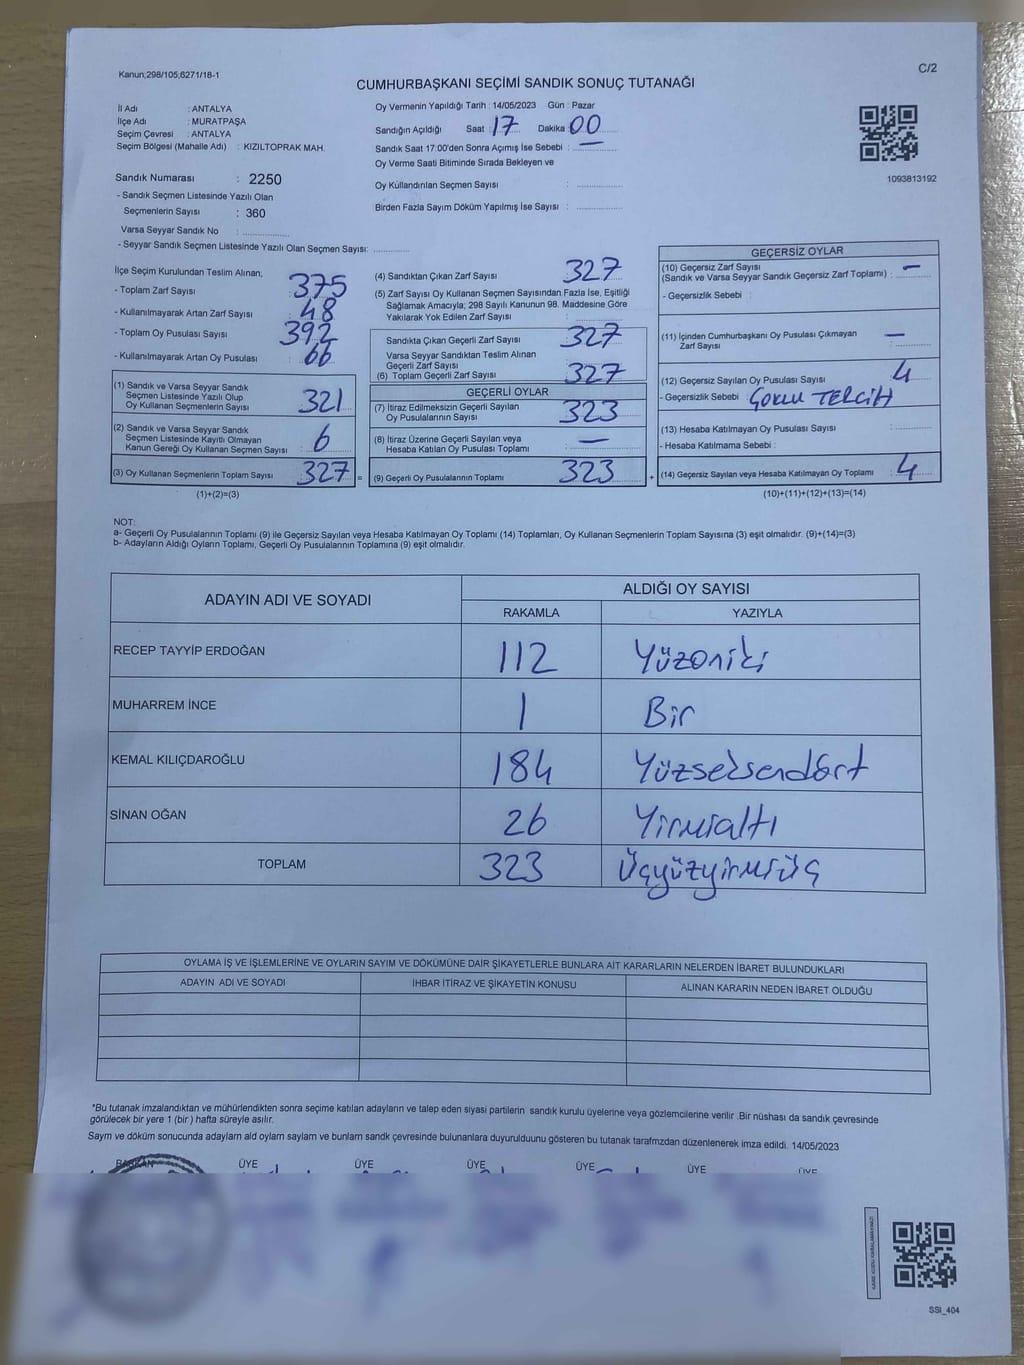 Kanun;298/105;6271/18-1
C/2
CUMHURBAŞKANI SEÇİMİ SANDIK SONUÇ TUTANAĞI
İl Adı : ANTALYA
İlçe Adı : MURATPAŞA
Seçim Çevresi : ANTALYA
Seçim Bölgesi (Mahalle Adı) : KIZILTOPRAK MAH.
Sandık Numarası : 2250
- Sandık Seçmen Listesinde Yazılı Olan
Seçmenlerin Sayısı : 360
Varsa Seyyar Sandık No : ...............
- Seyyar Sandık Seçmen Listesinde Yazılı Olan Seçmen Sayısı: ............
Oy Vermenin Yapıldığı Tarih : 14/05/2023 Gün : Pazar
Sandığın Açıldığı Saat : 17 Dakika : 00
Sandık Saat 17:00'den Sonra Açımış İse Sebebi : —
Oy Verme Saati Bitiminde Sırada Bekleyen ve
Oy Küllandırılan Seçmen Sayısı : ...............
Birden Fazla Sayım Döküm Yapılmış İse Sayısı : ...............
1093813192
İlçe Seçim Kurulundan Teslim Alınan;
- Toplam Zarf Sayısı : 375
- Kullanılmayarak Artan Zarf Sayısı : 48
- Toplam Oy Pusulası Sayısı : 392
- Kullanılmayarak Artan Oy Pusulası : 66
(1) Sandık ve Varsa Seyyar Sandık
Seçmen Listesinde Yazılı Olup
Oy Kullanan Seçmenlerin Sayısı : 321
(2) Sandık ve Varsa Seyyar Sandık
Seçmen Listesinde Kayıtlı Olmayan
Kanun Gereği Oy Kullanan Seçmen Sayısı : 6
(3) Oy Kullanan Seçmenlerin Toplam Sayısı : 327 =
(1)+(2)=(3)
(4) Sandıktan Çıkan Zarf Sayısı : 327
(5) Zarf Sayısı Oy Kullanan Seçmen Sayısından Fazla İse, Eşitliği
Sağlamak Amacıyla; 298 Sayılı Kanunun 98. Maddesine Göre
Yakılarak Yok Edilen Zarf Sayısı : ...............
Sandıkta Çıkan Geçerli Zarf Sayısı : 327
Varsa Seyyar Sandıktan Teslim Alınan
Geçerli Zarf Sayısı
(6) Toplam Geçerli Zarf Sayısı : 327
GEÇERLİ OYLAR
(7) İtiraz Edilmeksizin Geçerli Sayılan
Oy Pusulalarının Sayısı : 323
(8) İtiraz Üzerine Geçerli Sayılan veya
Hesaba Katılan Oy Pusulası Toplamı : —
(9) Geçerli Oy Pusulalarının Toplamı : 323 +
GEÇERSİZ OYLAR
(10) Geçersiz Zarf Sayısı
(Sandık ve Varsa Seyyar Sandık Geçersiz Zarf Toplamı) : —
- Geçersizlik Sebebi :
(11) İçinden Cumhurbaşkanı Oy Pusulası Çıkmayan
Zarf Sayısı : —
(12) Geçersiz Sayılan Oy Pusulası Sayısı : 4
- Geçersizlik Sebebi : ÇOKLU TERCİH
(13) Hesaba Katılmayan Oy Pusulası Sayısı : ............
- Hesaba Katılmama Sebebi :
(14) Geçersiz Sayılan veya Hesaba Katılmayan Oy Toplamı : 4
(10)+(11)+(12)+(13)=(14)
NOT:
a- Geçerli Oy Pusulalarının Toplamı (9) ile Geçersiz Sayılan veya Hesaba Katılmayan Oy Toplamı (14) Toplamları, Oy Kullanan Seçmenlerin Toplam Sayısına (3) eşit olmalıdır. (9)+(14)=(3)
b- Adayların Aldığı Oyların Toplamı, Geçerli Oy Pusulalarının Toplamına (9) eşit olmalıdır.
ADAYIN ADI VE SOYADI ALDIĞI OY SAYISI
RAKAMLA YAZIYLA
RECEP TAYYİP ERDOĞAN 112 Yüzoniki
MUHARREM İNCE 1 Bir
KEMAL KILIÇDAROĞLU 184 Yüzseksendört
SİNAN OĞAN 26 Yirmialtı
TOPLAM 323 Üçyüzyirmiüç
OYLAMA İŞ VE İŞLEMLERİNE VE OYLARIN SAYIM VE DÖKÜMÜNE DAİR ŞİKAYETLERLE BUNLARA AİT KARARLARIN NELERDEN İBARET BULUNDUKLARI
ADAYIN ADI VE SOYADI İHBAR İTİRAZ VE ŞİKAYETİN KONUSU ALINAN KARARIN NEDEN İBARET OLDUĞU
*Bu tutanak imzalandıktan ve mühürlendikten sonra seçime katılan adayların ve talep eden siyasi partilerin sandık kurulu üyelerine veya gözlemcilerine verilir .Bir nüshası da sandık çevresinde
görülecek bir yere 1 (bir ) hafta süreyle asılır.
Sayım ve döküm sonucunda adaylarn ald oylarn saylarn ve bunlarn sandk çevresinde bulunanlara duyurulduunu gösteren bu tutanak tarafmzdan düzenlenerek imza edildi. 14/05/2023
BAŞKAN ÜYE ÜYE ÜYE ÜYE ÜYE ÜYE
SSI_404